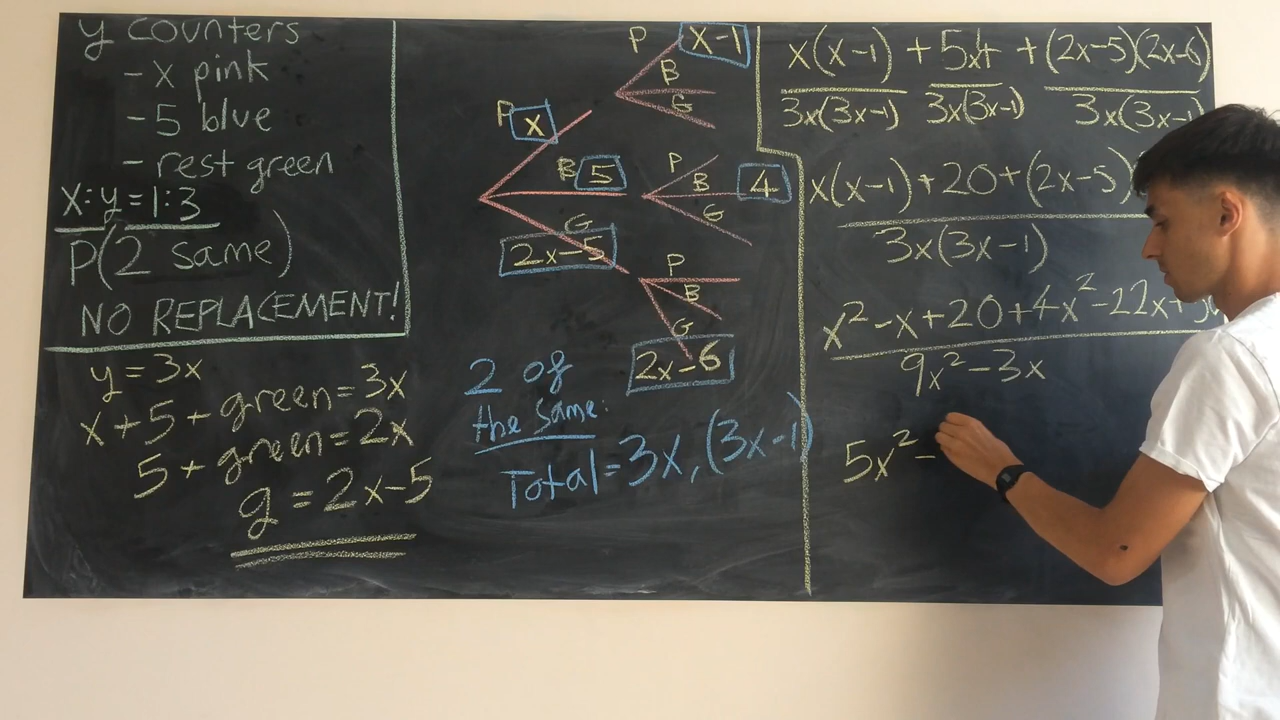 y counters
- x pink
- 5 blue
- rest green
x:y=1:3
P(2 same)
NO REPLACEMENT!
y=3x
x+5+green=3x
5+green=2x
g=2x-5
P x
B 5
G
2x-5
P x-1
B
G
P
B 4
G
P
B
G
2x-6
2 of
the same:
Total=3x,(3x-1)
x(x-1) + 5x4 + (2x-5)(2x-6)
3x(3x-1) 3x(3x-1) 3x(3x-1)
x(x-1)+20+(2x-5)
3x(3x-1)
x²-x+20+4x²-22x+
9x²-3x
5x²-